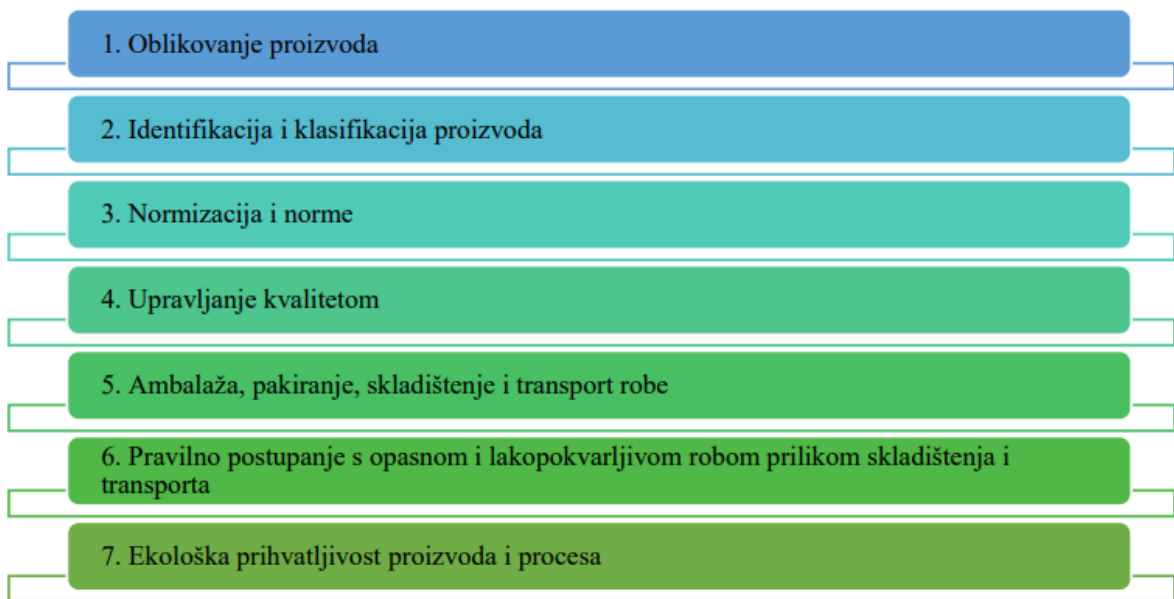 1. Oblikovanje proizvoda
2. Identifikacija i klasifikacija proizvoda
3. Normizacija i norme
4. Upravljanje kvalitetom
5. Ambalaža, pakiranje, skladištenje i transport robe
6. Pravilno postupanje s opasnom i lakopokvarljivom robom prilikom skladištenja i
transporta
7. Ekološka prihvatljivost proizvoda i procesa